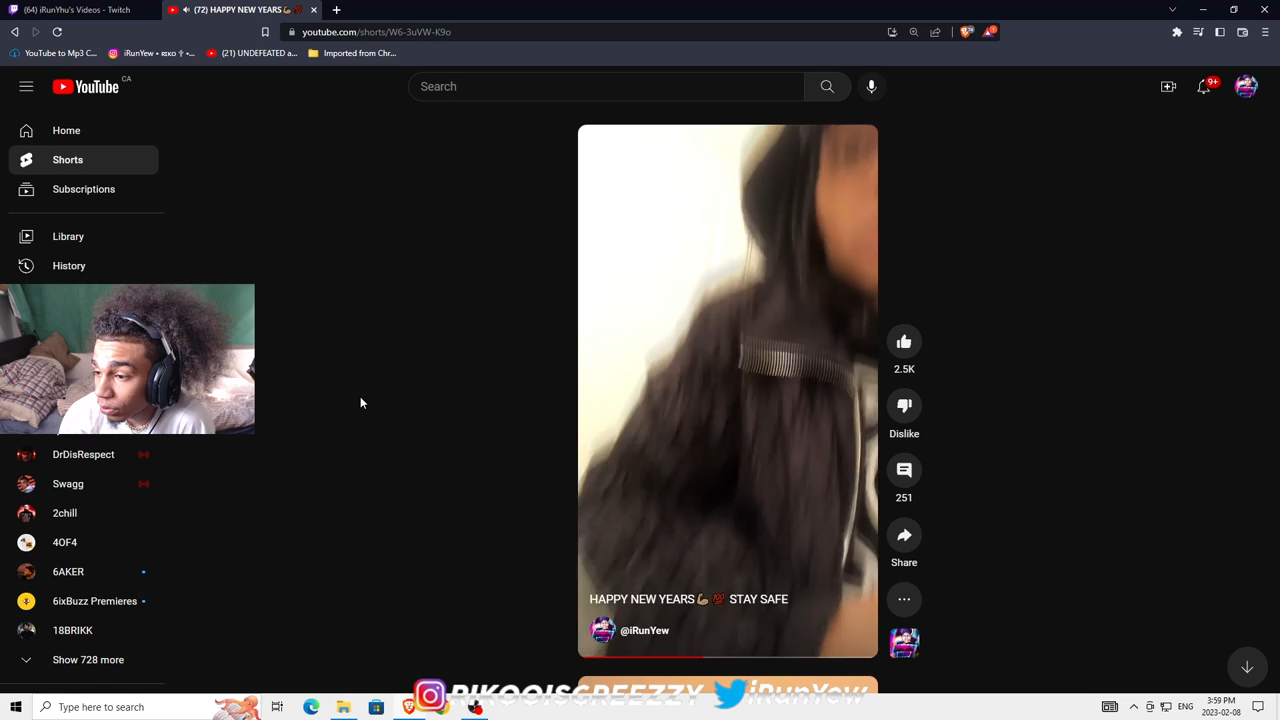 (64) iRunYhu's Videos - Twitch
(72) HAPPY NEW YEARS💪🏽💯
youtube.com/shorts/W6-3uVW-K9o
YouTube to Mp3 C...
iRunYew • ʀɪᴋᴏ ✝ •...
(21) UNDEFEATED a...
Imported from Chr...
YouTube CA
Search
9+
Home
Shorts
Subscriptions
Library
History
DrDisRespect
Swagg
2chill
4OF4
6AKER
6ixBuzz Premieres
18BRIKK
Show 728 more
2.5K
Dislike
251
Share
HAPPY NEW YEARS💪🏽💯 STAY SAFE
@iRunYew
RIKOOISGREEZZY iRunYew
Type here to search
ENG
3:59 PM
2023-02-08